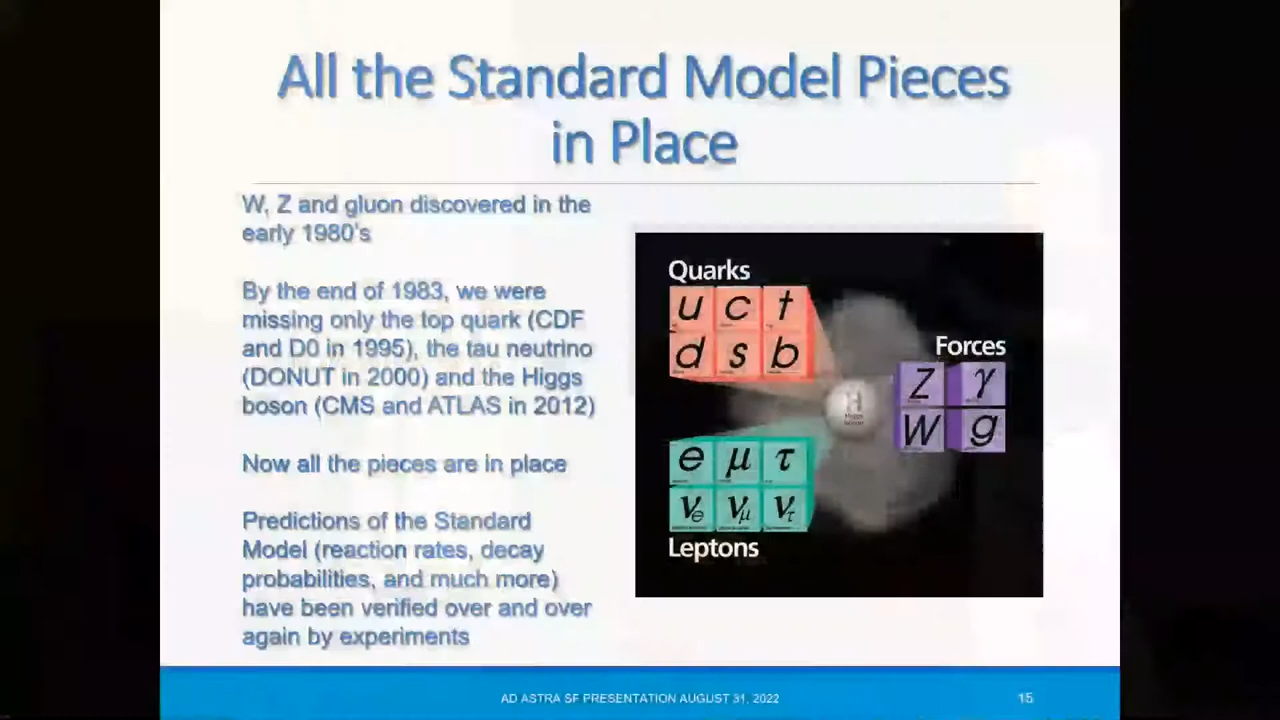 All the Standard Model Pieces
in Place
W, Z and gluon discovered in the
early 1980's
By the end of 1983, we were
missing only the top quark (CDF
and D0 in 1995), the tau neutrino
(DONUT in 2000) and the Higgs
boson (CMS and ATLAS in 2012)
Now all the pieces are in place
Predictions of the Standard
Model (reaction rates, decay
probabilities, and much more)
have been verified over and over
again by experiments
Quarks
u c t
d s b
Forces
Z γ
W g
H
Higgs
boson
e μ τ
νe νμ ντ
Leptons
AD ASTRA SF PRESENTATION AUGUST 31, 2022
15